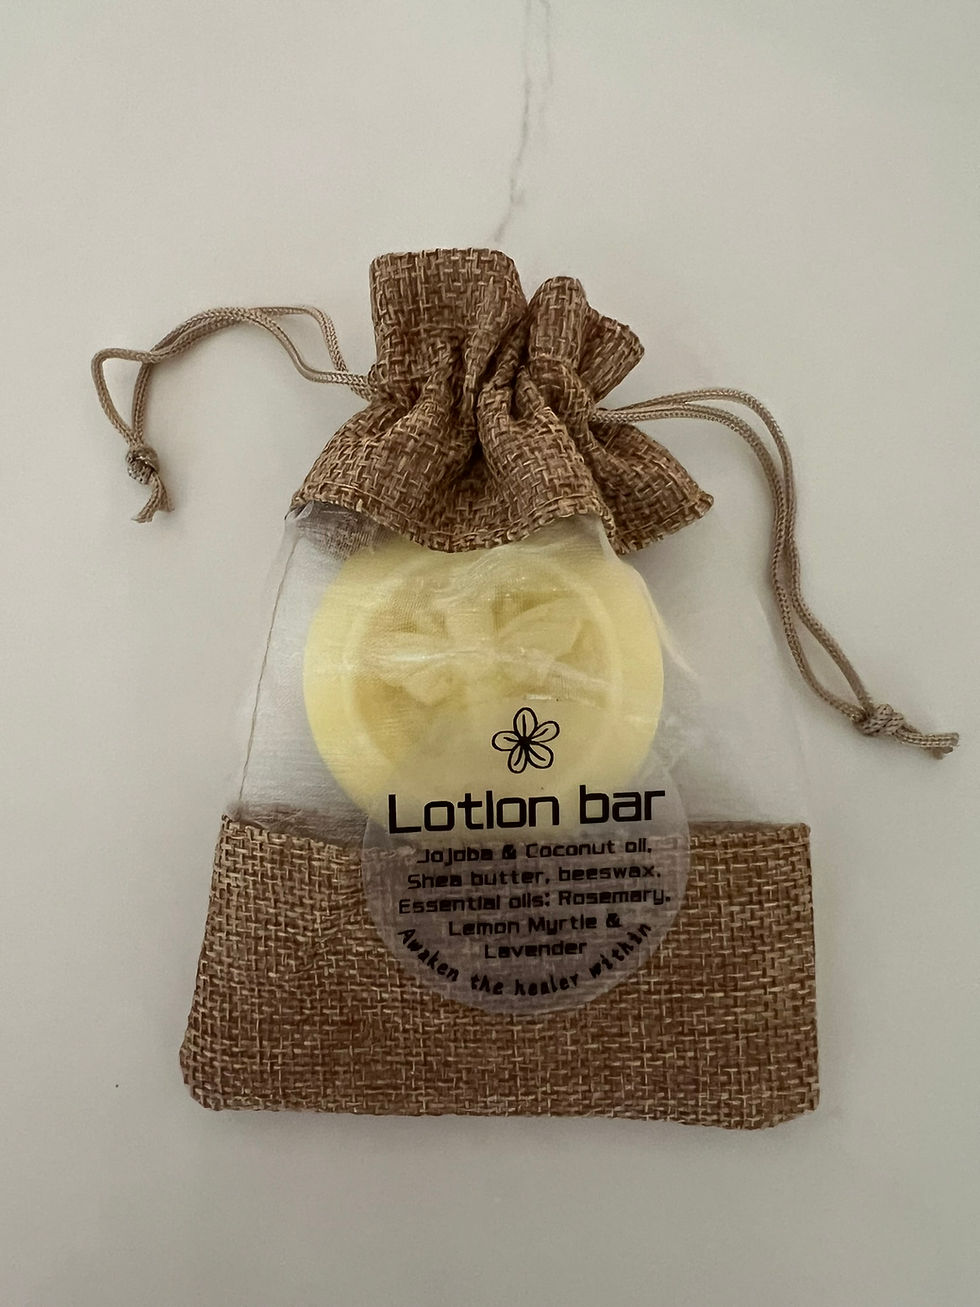 Lotion bar
Jojoba & Coconut oil,
Shea butter, beeswax.
Essential oils: Rosemary,
Lemon Myrtle &
Lavender
Awaken the healer within